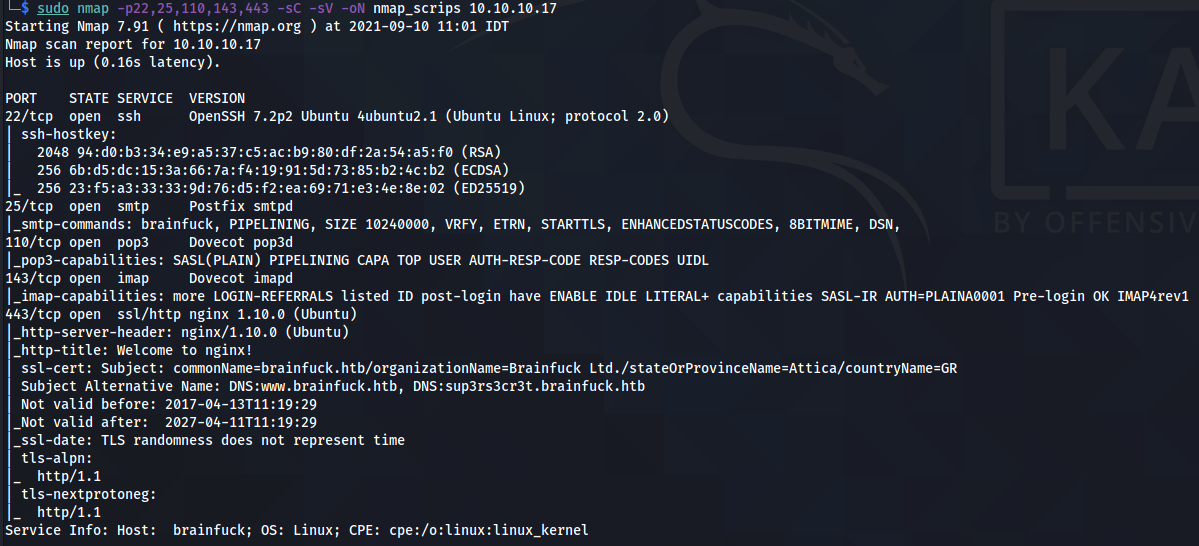 $ sudo nmap -p22,25,110,143,443 -sC -sV -oN nmap_scrips 10.10.10.17
Starting Nmap 7.91 ( https://nmap.org ) at 2021-09-10 11:01 IDT
Nmap scan report for 10.10.10.17
Host is up (0.16s latency).
PORT    STATE SERVICE  VERSION
22/tcp  open  ssh      OpenSSH 7.2p2 Ubuntu 4ubuntu2.1 (Ubuntu Linux; protocol 2.0)
| ssh-hostkey:
|   2048 94:d0:b3:34:e9:a5:37:c5:ac:b9:80:df:2a:54:a5:f0 (RSA)
|   256 6b:d5:dc:15:3a:66:7a:f4:19:91:5d:73:85:b2:4c:b2 (ECDSA)
|_  256 23:f5:a3:33:33:9d:76:d5:f2:ea:69:71:e3:4e:8e:02 (ED25519)
25/tcp  open  smtp     Postfix smtpd
|_smtp-commands: brainfuck, PIPELINING, SIZE 10240000, VRFY, ETRN, STARTTLS, ENHANCEDSTATUSCODES, 8BITMIME, DSN,
110/tcp open  pop3     Dovecot pop3d
|_pop3-capabilities: SASL(PLAIN) PIPELINING CAPA TOP USER AUTH-RESP-CODE RESP-CODES UIDL
143/tcp open  imap     Dovecot imapd
|_imap-capabilities: more LOGIN-REFERRALS listed ID post-login have ENABLE IDLE LITERAL+ capabilities SASL-IR AUTH=PLAINA0001 Pre-login OK IMAP4rev1
443/tcp open  ssl/http nginx 1.10.0 (Ubuntu)
|_http-server-header: nginx/1.10.0 (Ubuntu)
|_http-title: Welcome to nginx!
| ssl-cert: Subject: commonName=brainfuck.htb/organizationName=Brainfuck Ltd./stateOrProvinceName=Attica/countryName=GR
| Subject Alternative Name: DNS:www.brainfuck.htb, DNS:sup3rs3cr3t.brainfuck.htb
| Not valid before: 2017-04-13T11:19:29
|_Not valid after:  2027-04-11T11:19:29
|_ssl-date: TLS randomness does not represent time
| tls-alpn:
|_  http/1.1
| tls-nextprotoneg:
|_  http/1.1
Service Info: Host:  brainfuck; OS: Linux; CPE: cpe:/o:linux:linux_kernel
KA
BY OFFENSIV